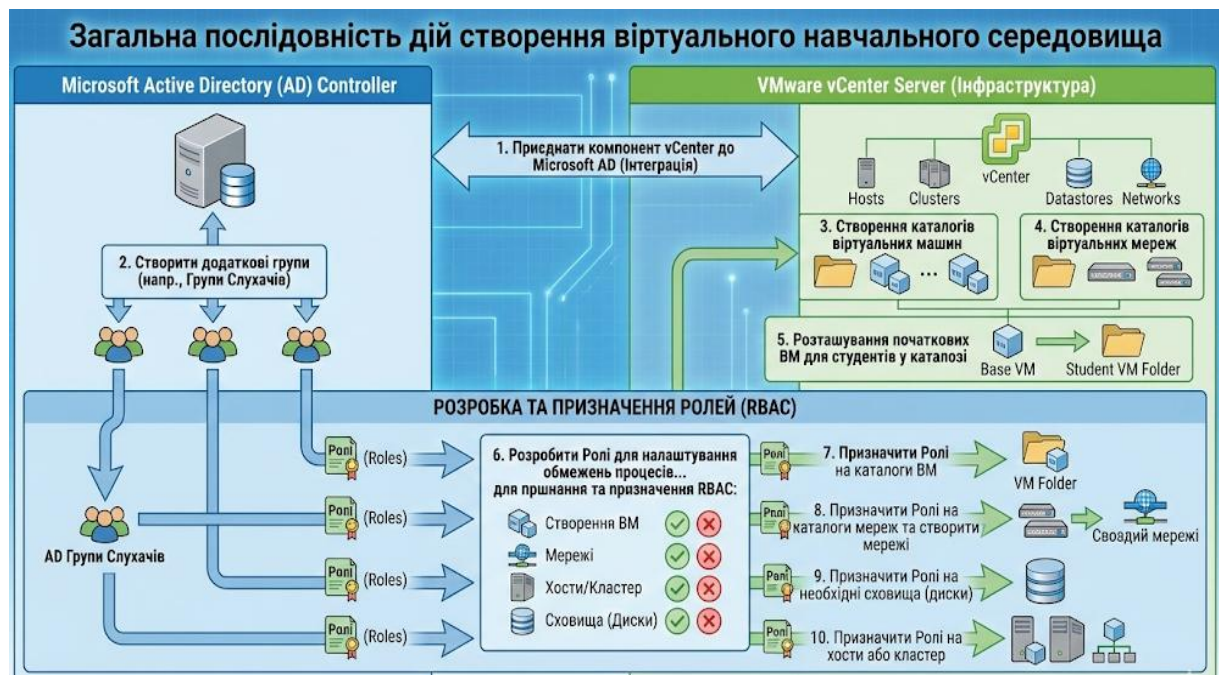 Загальна послідовність дій створення віртуального навчального середовища
Microsoft Active Directory (AD) Controller
VMware vCenter Server (Інфраструктура)
1. Приєднати компонент vCenter до
Microsoft AD (Інтеграція)
vCenter
Hosts
Clusters
Datastores
Networks
2. Створити додаткові групи
(напр., Групи Слухачів)
3. Створення каталогів
віртуальних машин
...
4. Створення каталогів
віртуальних мереж
5. Розташування початкових
ВМ для студентів у каталозі
Base VM
Student VM Folder
РОЗРОБКА ТА ПРИЗНАЧЕННЯ РОЛЕЙ (RBAC)
AD Групи Слухачів
Ролі (Roles)
Ролі (Roles)
Ролі (Roles)
Ролі (Roles)
6. Розробити Ролі для налаштування
обмежень процесів...
для пршнання та призначення RBAC:
Створення ВМ
Мережі
Хости/Кластер
Сховища (Диски)
Ролі
7. Призначити Ролі
на каталоги ВМ
VM Folder
Ролі
8. Призначити Ролі на
каталоги мереж та створити
мережі
Своадий мережі
Ролі
9. Призначити Ролі на
необхідні сховища (диски)
Ролі
10. Призначити Ролі на
хости або кластер